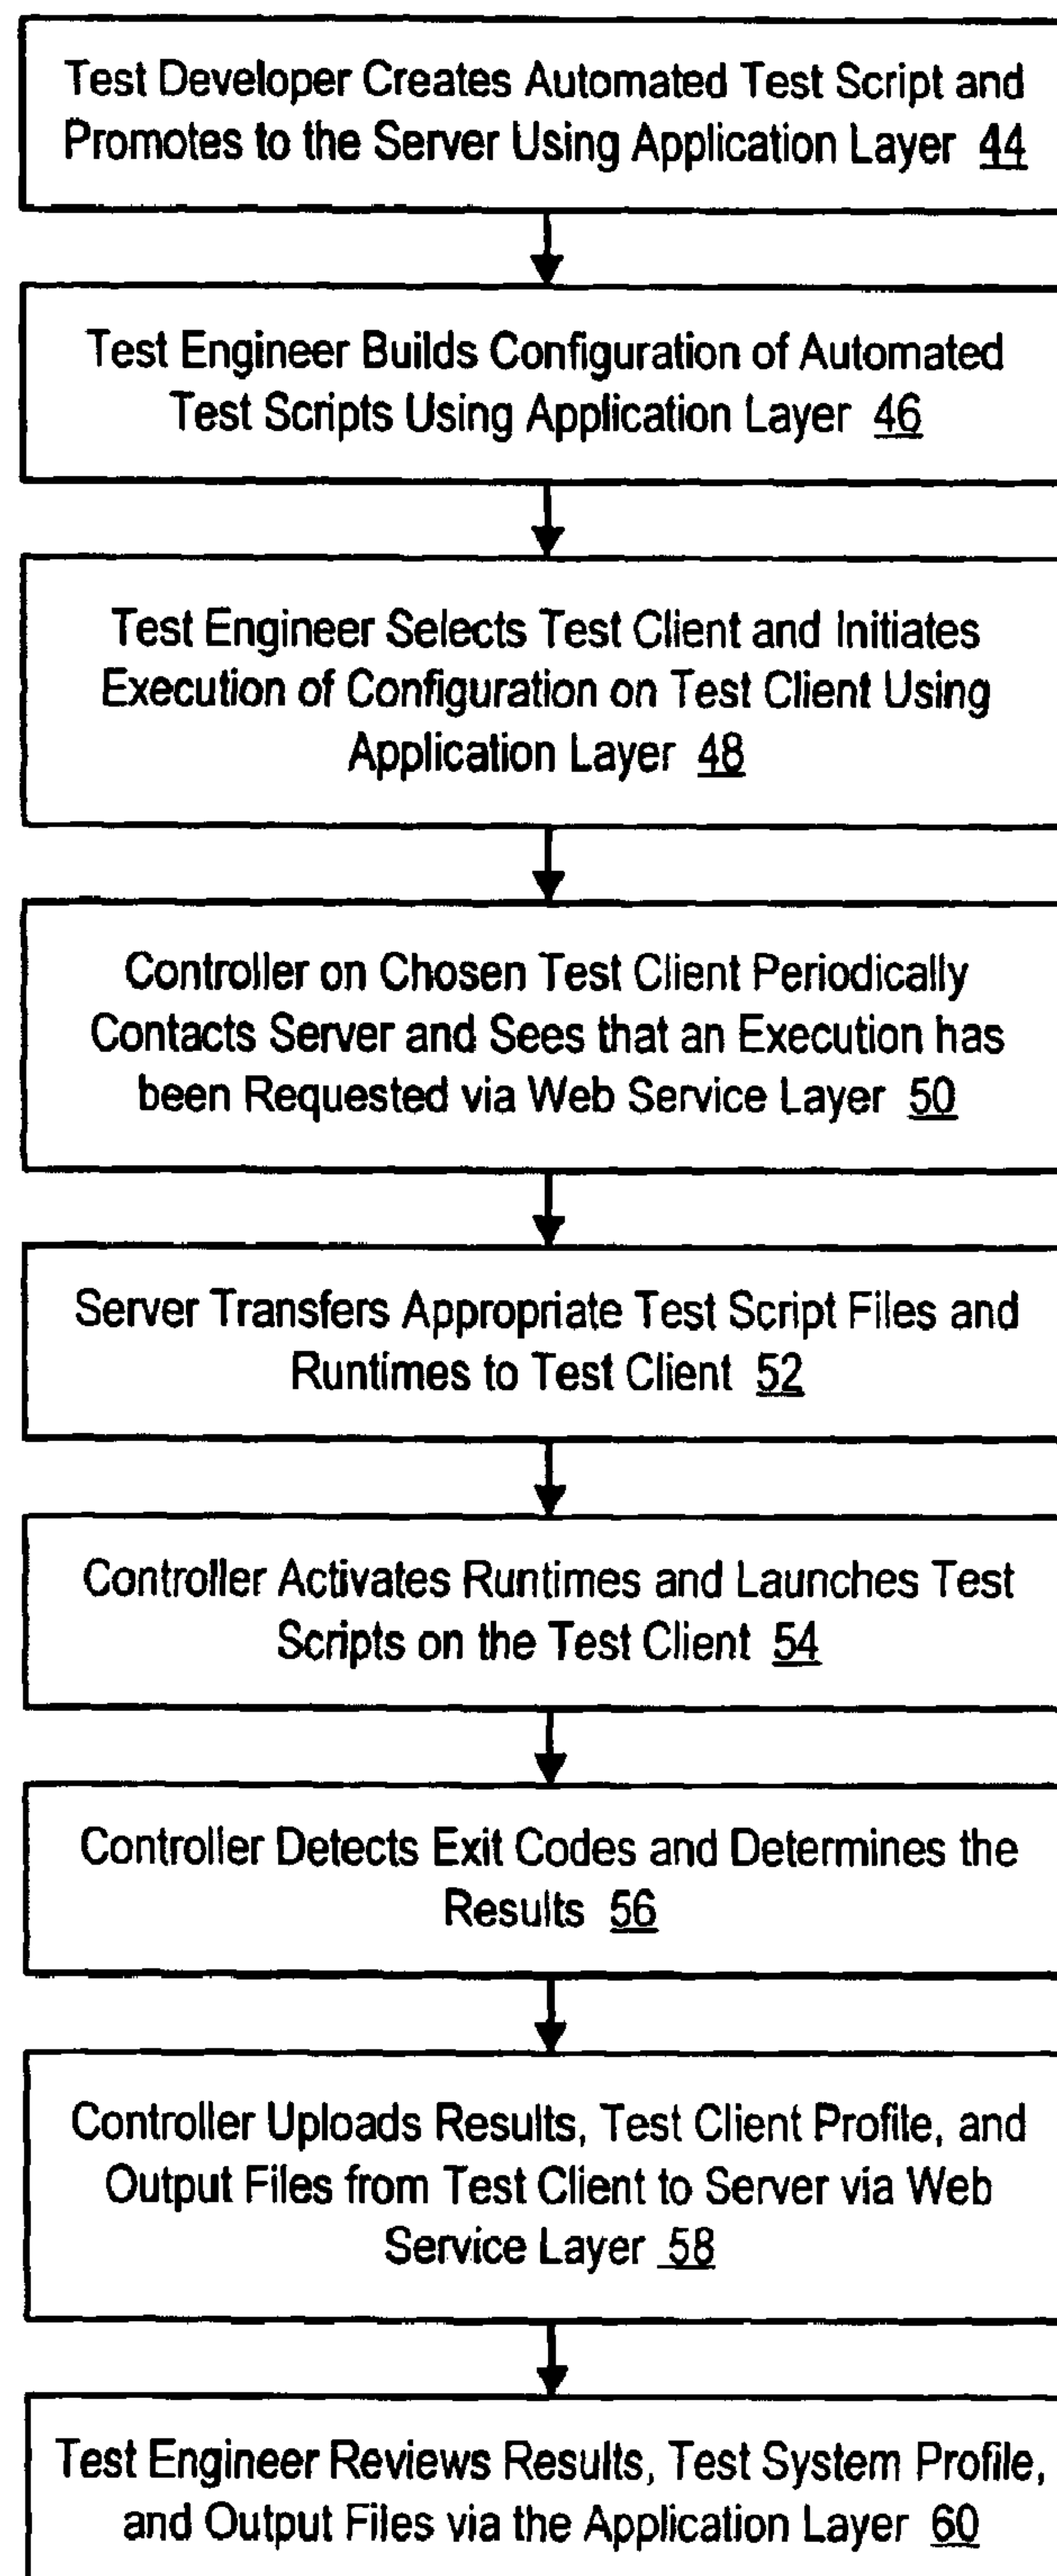 Test Developer Creates Automated Test Script and
Promotes to the Server Using Application Layer 44
Test Engineer Builds Configuration of Automated
Test Scripts Using Application Layer 46
Test Engineer Selects Test Client and Initiates
Execution of Configuration on Test Client Using
Application Layer 48
Controller on Chosen Test Client Periodically
Contacts Server and Sees that an Execution has
been Requested via Web Service Layer 50
Server Transfers Appropriate Test Script Files and
Runtimes to Test Client 52
Controller Activates Runtimes and Launches Test
Scripts on the Test Client 54
Controller Detects Exit Codes and Determines the
Results 56
Controller Uploads Results, Test Client Profile, and
Output Files from Test Client to Server via Web
Service Layer 58
Test Engineer Reviews Results, Test System Profile,
and Output Files via the Application Layer 60